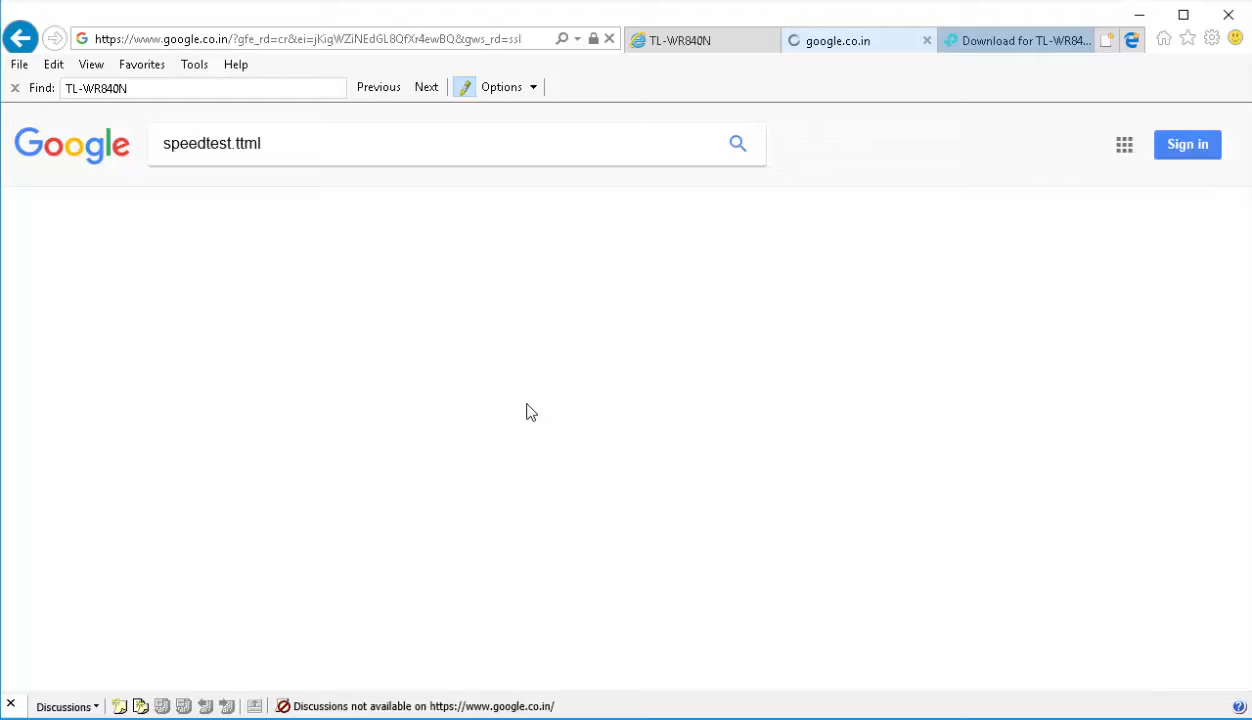 https://www.google.co.in/?gfe_rd=cr&ei=jKigWZiNEdGL8QfXr4ewBQ&gws_rd=ssl TL-WR840N google.co.in Download for TL-WR84...
File Edit View Favorites Tools Help
Find: TL-WR840N Previous Next Options
Google speedtest.ttml Sign in
Discussions Discussions not available on https://www.google.co.in/